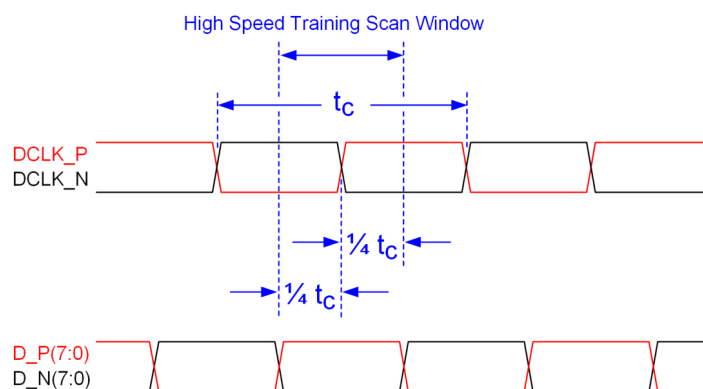 High Speed Training Scan Window
tC
DCLK_P
DCLK_N
¼ tC
¼ tC
D_P(7:0)
D_N(7:0)